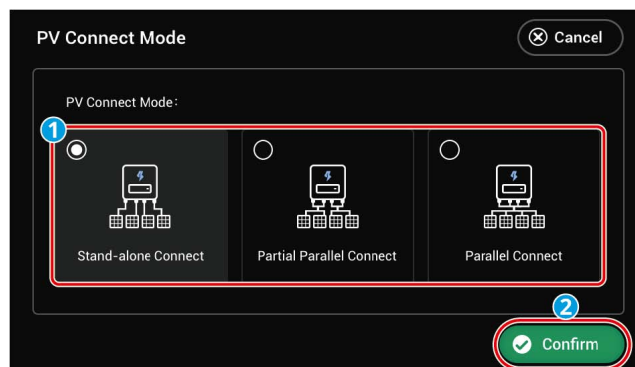 PV Connect Mode
Cancel
PV Connect Mode:
1
Stand-alone Connect
Partial Parallel Connect
Parallel Connect
2
Confirm